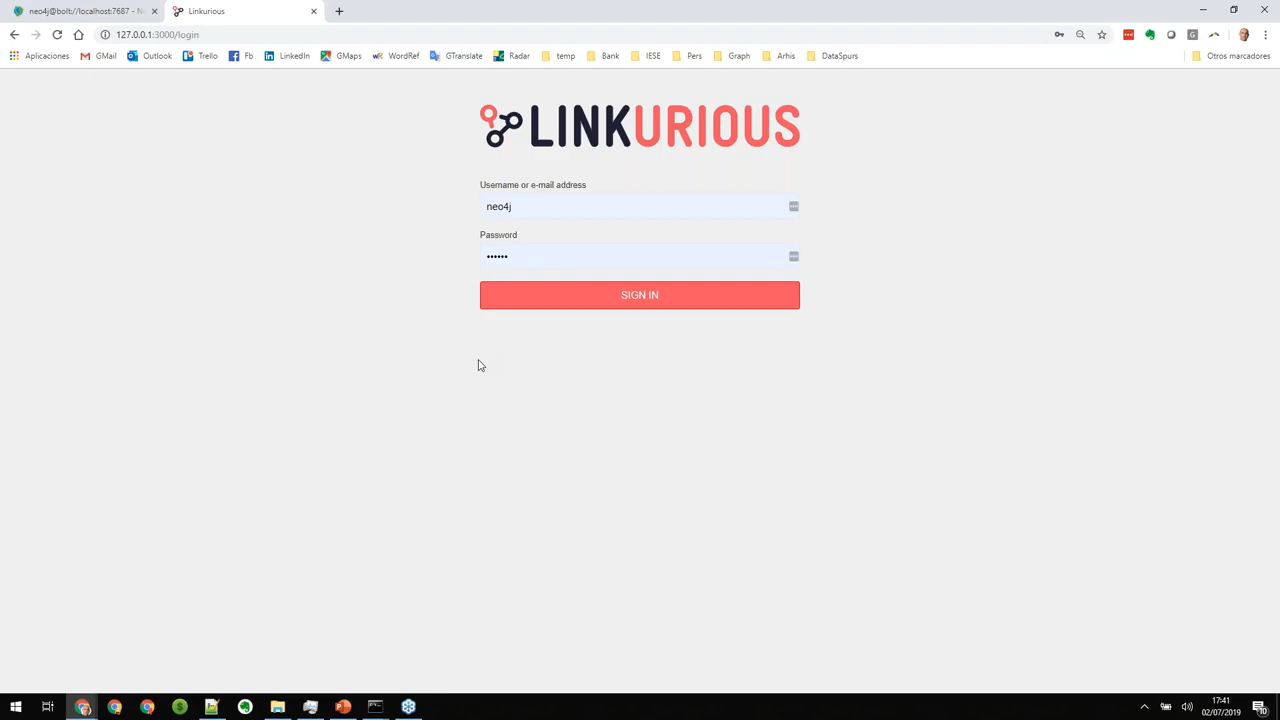 neo4j@bolt://localhost:7687 - N
Linkurious
127.0.0.1:3000/login
Aplicaciones GMail Outlook Trello Fb LinkedIn GMaps WordRef GTranslate Radar temp Bank IESE Pers Graph Arhis DataSpurs Otros marcadores
LINKURIOUS
Username or e-mail address
neo4j
Password
••••••
SIGN IN
17:41
02/07/2019